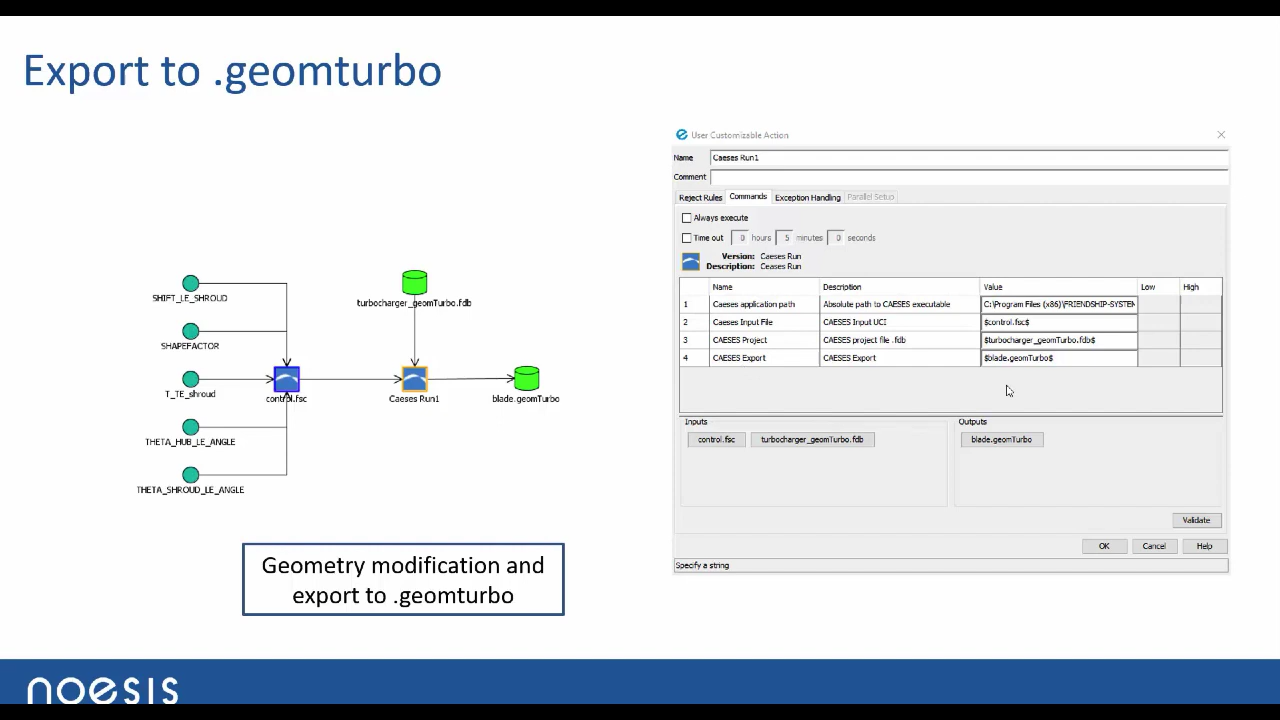 Export to .geomturbo
SHIFT_LE_SHROUD
SHAPEFACTOR
T_TE_shroud
THETA_HUB_LE_ANGLE
THETA_SHROUD_LE_ANGLE
control.fsc
turbocharger_geomTurbo.fdb
Caeses Run1
blade.geomTurbo
Geometry modification and
export to .geomturbo
User Customizable Action
Name Caeses Run1
Comment
Reject Rules Commands Exception Handling Parallel Setup
Always execute
Time out 0 hours 5 minutes 0 seconds
Version: Caeses Run
Description: Ceases Run
Name Description Value Low High
1 Caeses application path Absolute path to CAESES executable C:\Program Files (x86)\FRIENDSHIP-SYSTEM
2 Caeses Input File CAESES Input UCI $control.fsc$
3 CAESES Project CAESES project file .fdb $turbocharger_geomTurbo.fdb$
4 CAESES Export CAESES Export $blade.geomTurbo$
Inputs Outputs
control.fsc turbocharger_geomTurbo.fdb blade.geomTurbo
Validate
OK Cancel Help
Specify a string
noesis